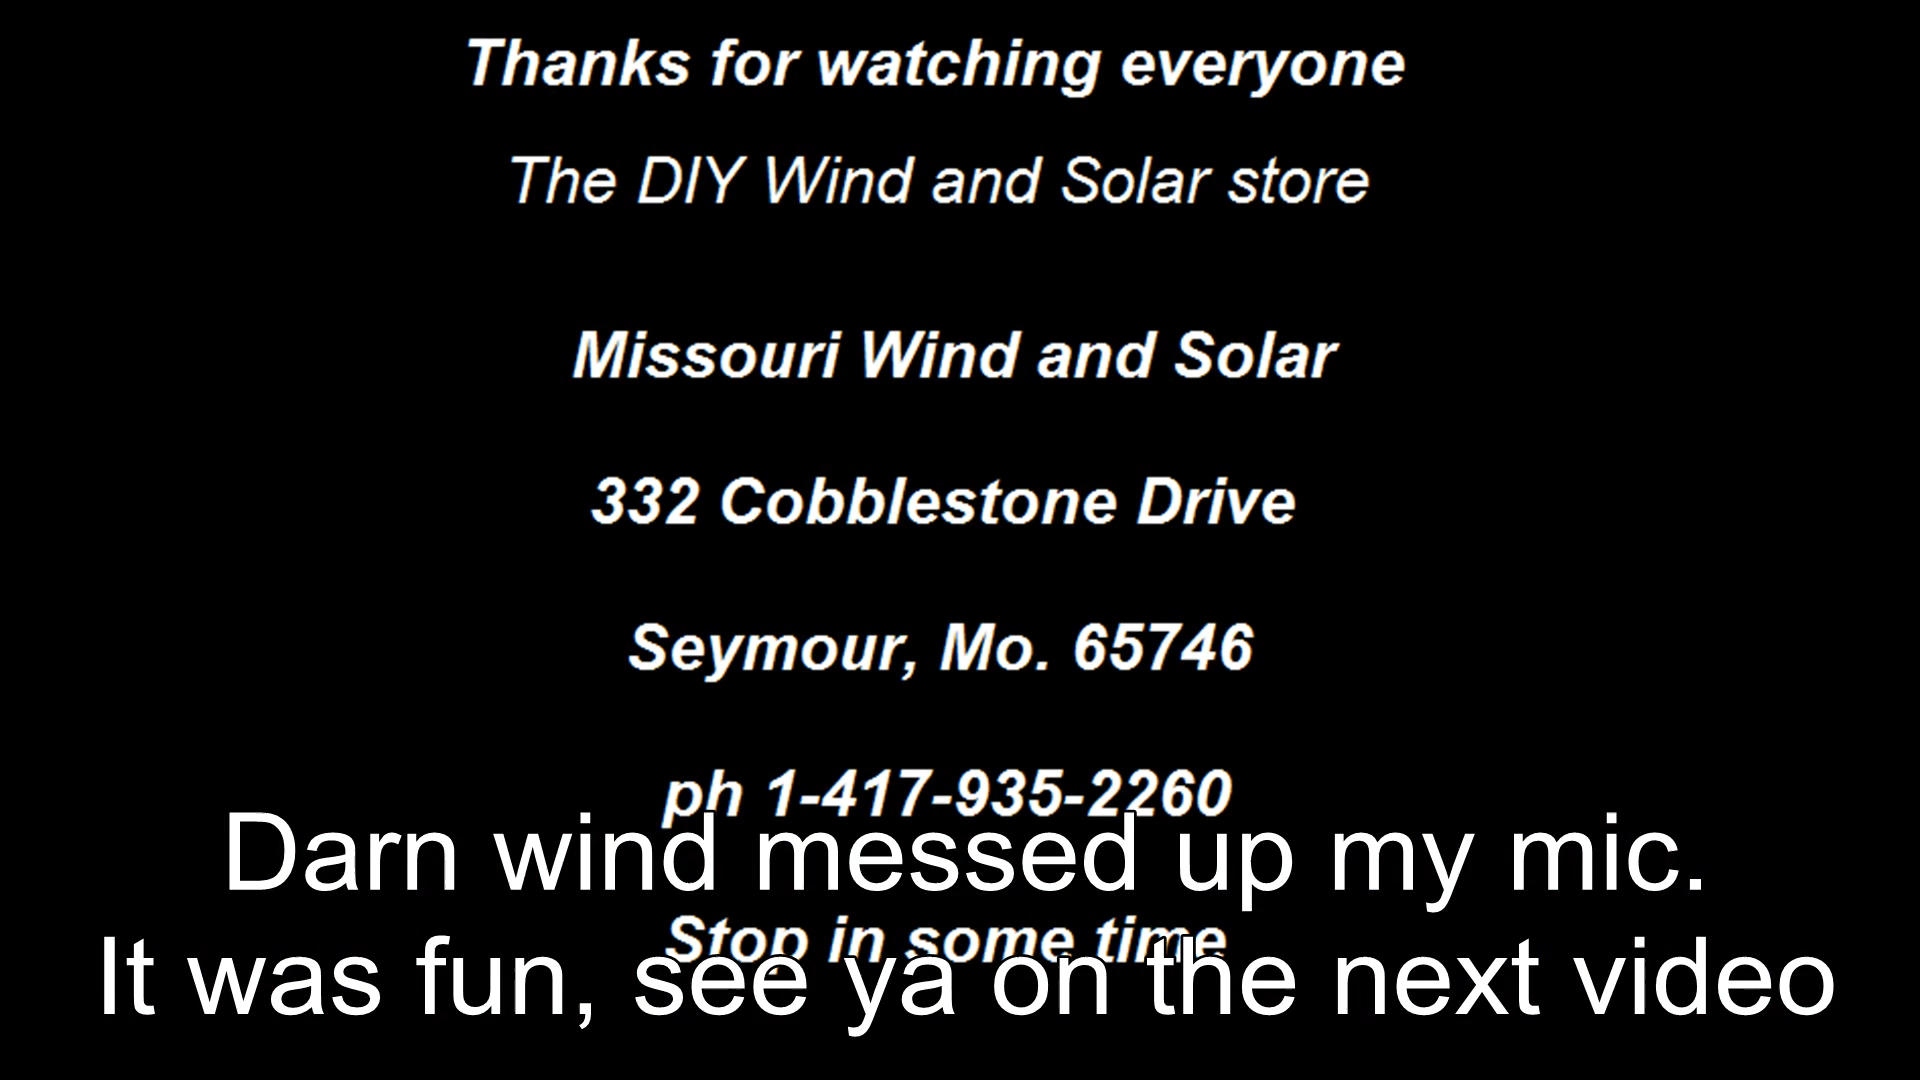 Thanks for watching everyone
The DIY Wind and Solar store
Missouri Wind and Solar
332 Cobblestone Drive
Seymour, Mo. 65746
ph 1-417-935-2260
Darn wind messed up my mic.
Stop in some time
It was fun, see ya on the next video